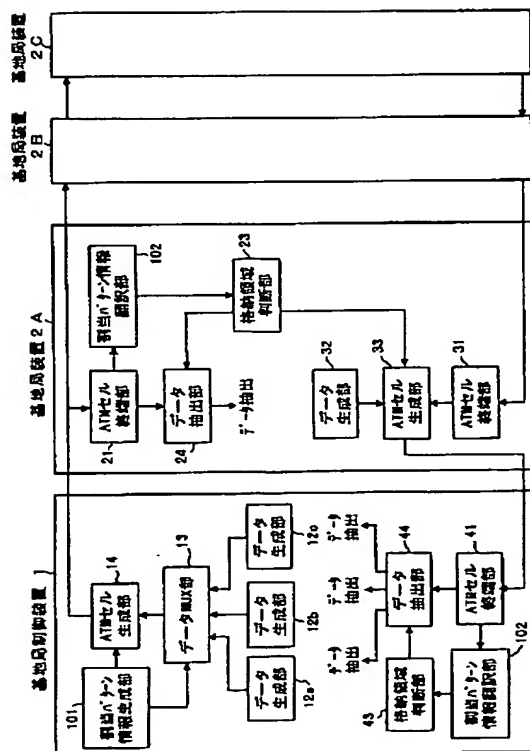 基地局制御装置 1
101
割当パターン
情報生成部
14
ATMセル
生成部
13
データMUX部
12a
データ
生成部
12b
データ
生成部
12c
データ
生成部
データ
抽出
データ
抽出
データ
抽出
43
格納領域
判断部
44
データ
抽出部
41
ATMセル
終端部
102
割当パターン
情報翻訳部
基地局装置 2A
21
ATMセル
終端部
102
割当パターン情報
翻訳部
24
データ
抽出部
23
格納領域
判断部
データ抽出
32
データ
生成部
33
ATMセル
生成部
31
ATMセル
終端部
基地局装置
2B
基地局装置
2C